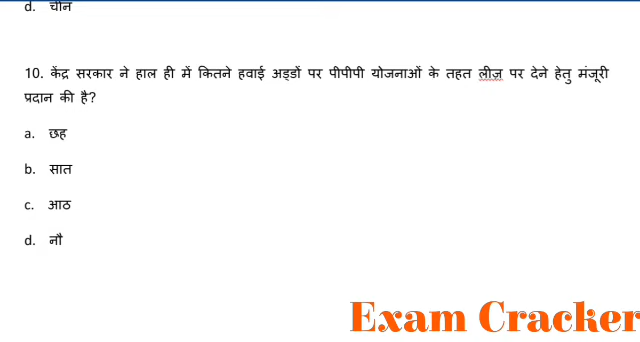 d. चीन
10. केंद्र सरकार ने हाल ही में कितने हवाई अड्डों पर पीपीपी योजनाओं के तहत लीज़ पर देने हेतु मंजूरी
प्रदान की है?
a. छह
b. सात
c. आठ
d. नौ
Exam Cracker